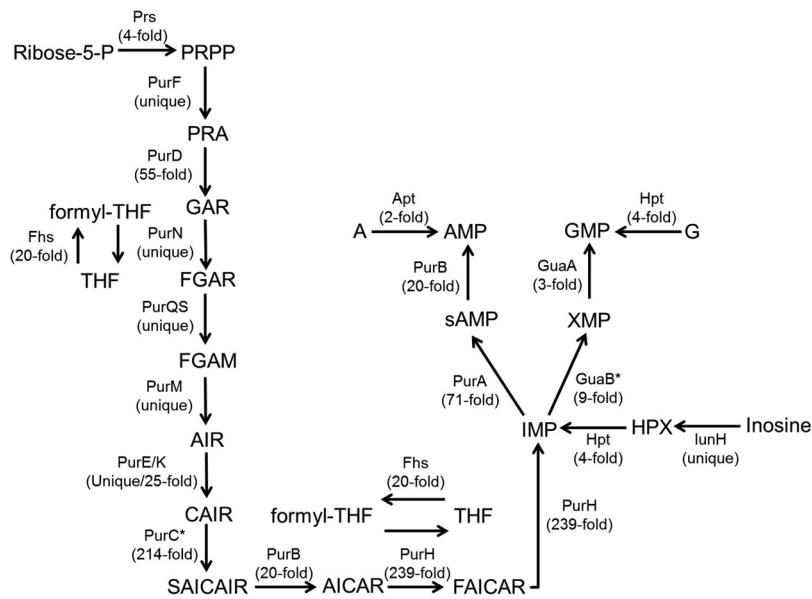 Prs
(4-fold)
Ribose-5-P
PRPP
PurF
(unique)
PRA
PurD
(55-fold)
GAR
formyl-THF
Fhs
(20-fold)
THF
PurN
(unique)
FGAR
PurQS
(unique)
FGAM
PurM
(unique)
AIR
PurE/K
(Unique/25-fold)
CAIR
PurC*
(214-fold)
SAICAIR
PurB
(20-fold)
AICAR
PurH
(239-fold)
FAICAR
Fhs
(20-fold)
formyl-THF
THF
PurH
(239-fold)
IMP
Hpt
(4-fold)
HPX
IunH
(unique)
Inosine
PurA
(71-fold)
sAMP
PurB
(20-fold)
AMP
Apt
(2-fold)
A
GuaB*
(9-fold)
XMP
GuaA
(3-fold)
GMP
Hpt
(4-fold)
G